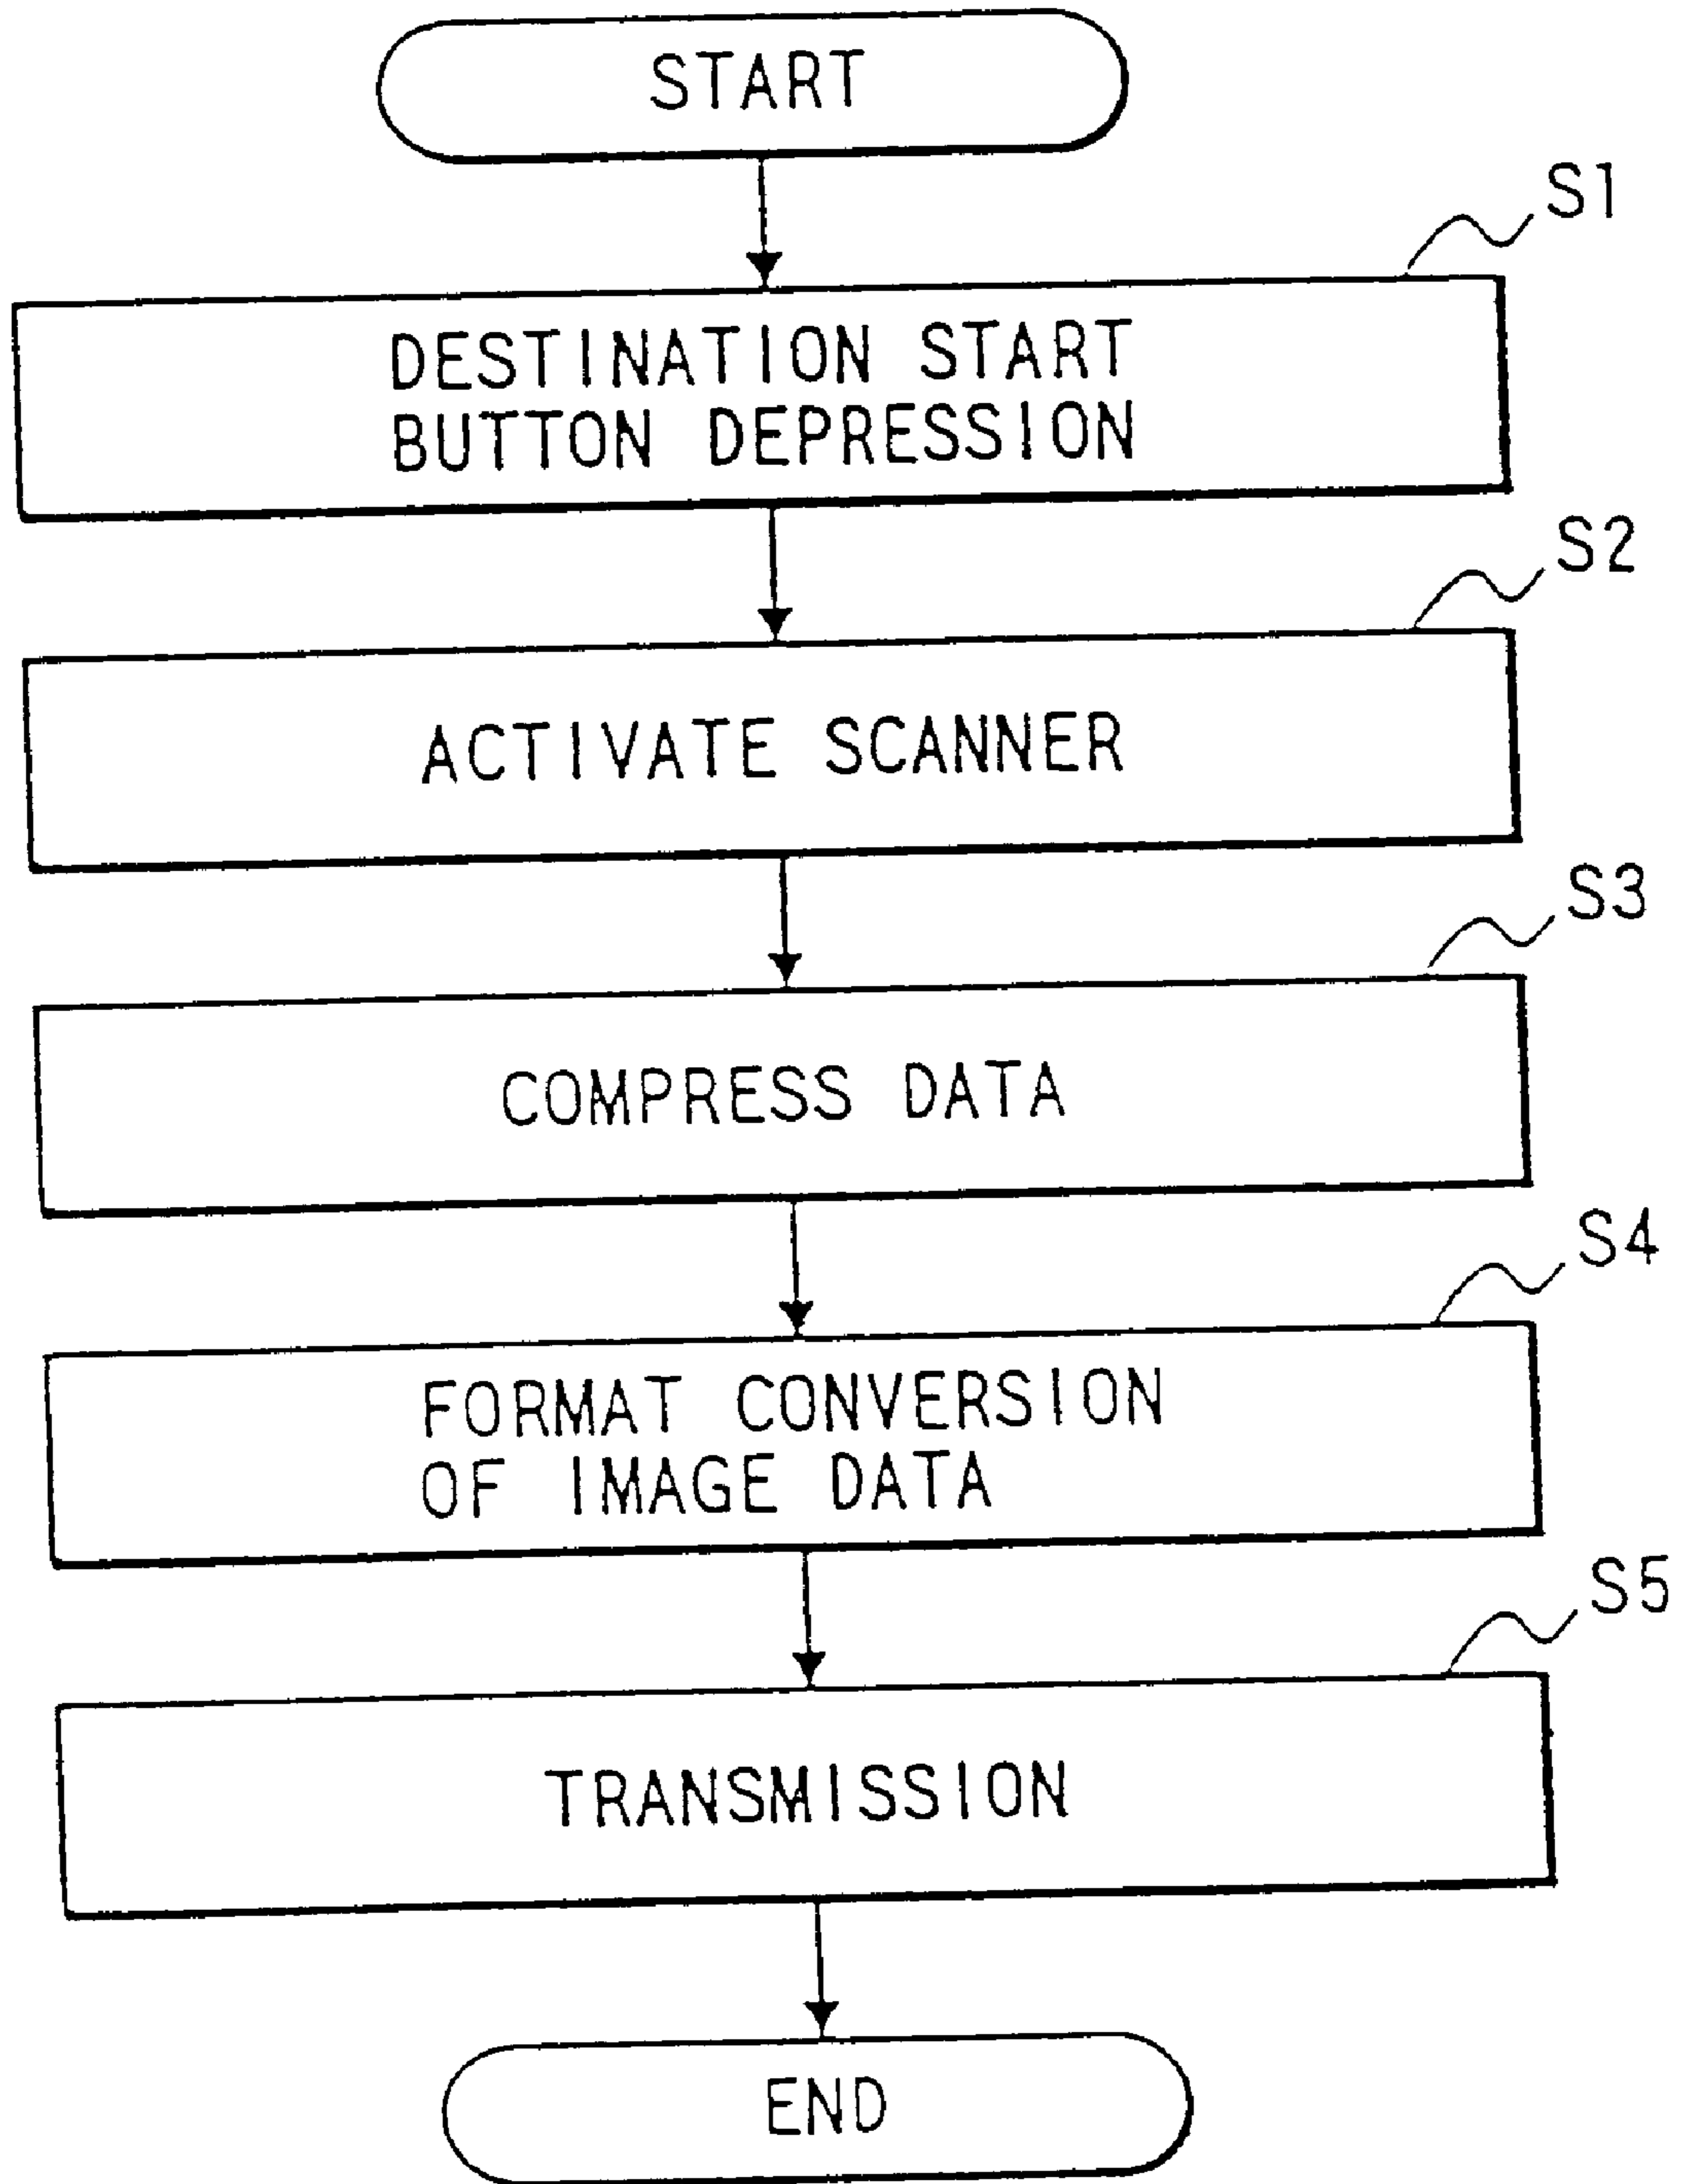 START
S1
DESTINATION START
BUTTON DEPRESSION
S2
ACTIVATE SCANNER
S3
COMPRESS DATA
S4
FORMAT CONVERSION
OF IMAGE DATA
S5
TRANSMISSION
END